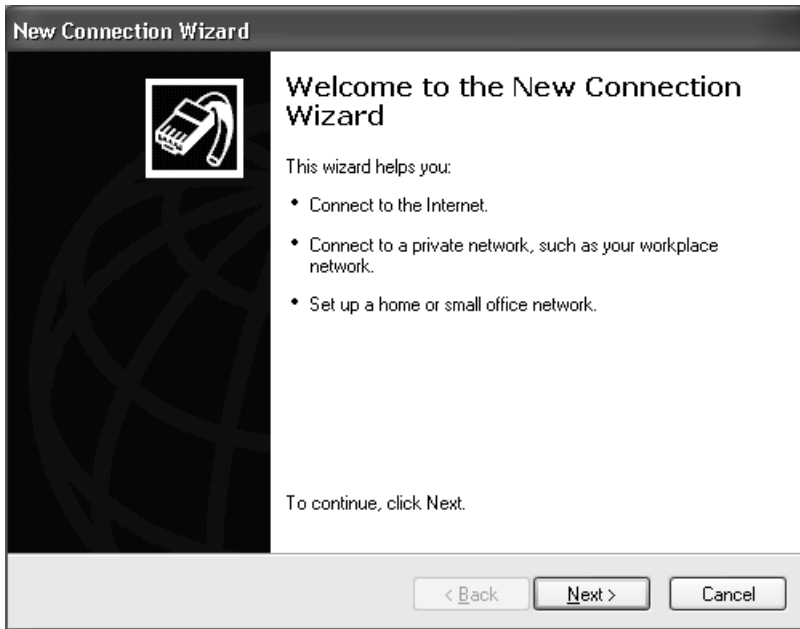 New Connection Wizard
Welcome to the New Connection
Wizard
This wizard helps you:
• Connect to the Internet.
• Connect to a private network, such as your workplace
network.
• Set up a home or small office network.
To continue, click Next.
< Back
Next >
Cancel